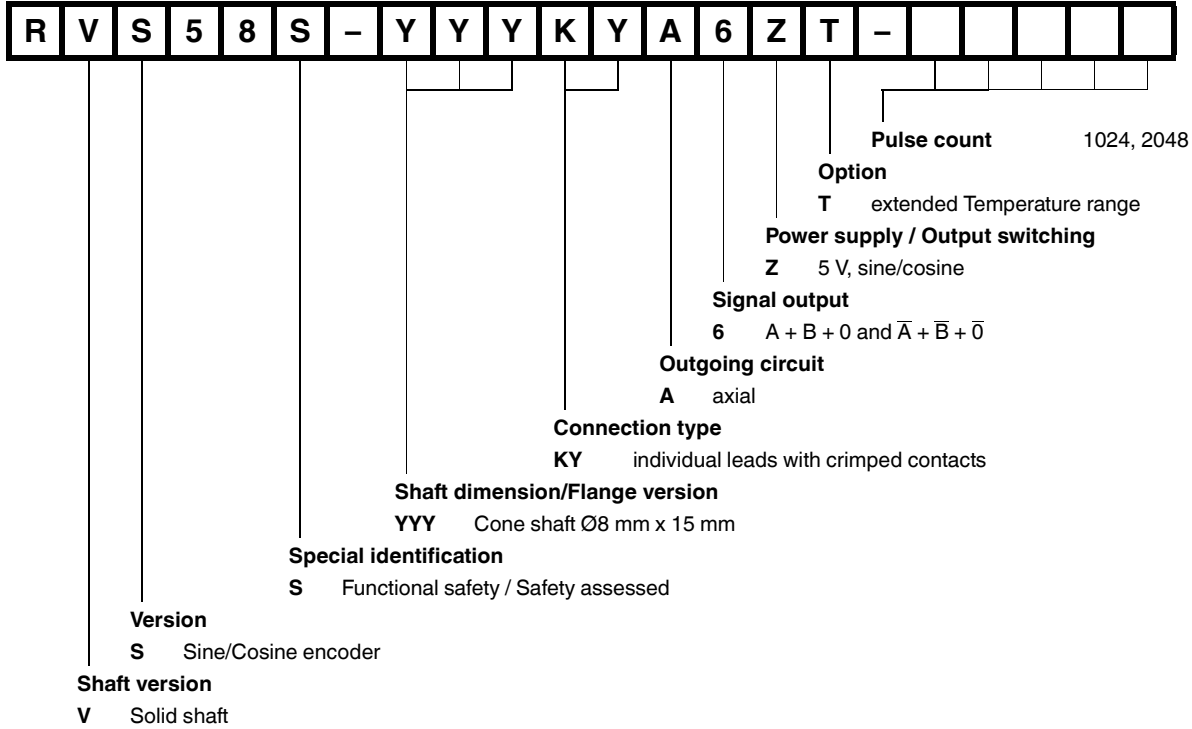 R V S 5 8 S – Y Y Y K Y A 6 Z T –
Pulse count 1024, 2048
Option
T extended Temperature range
Power supply / Output switching
Z 5 V, sine/cosine
Signal output
6 A + B + 0 and A̅ + B̅ + 0̅
Outgoing circuit
A axial
Connection type
KY individual leads with crimped contacts
Shaft dimension/Flange version
YYY Cone shaft Ø8 mm x 15 mm
Special identification
S Functional safety / Safety assessed
Version
S Sine/Cosine encoder
Shaft version
V Solid shaft